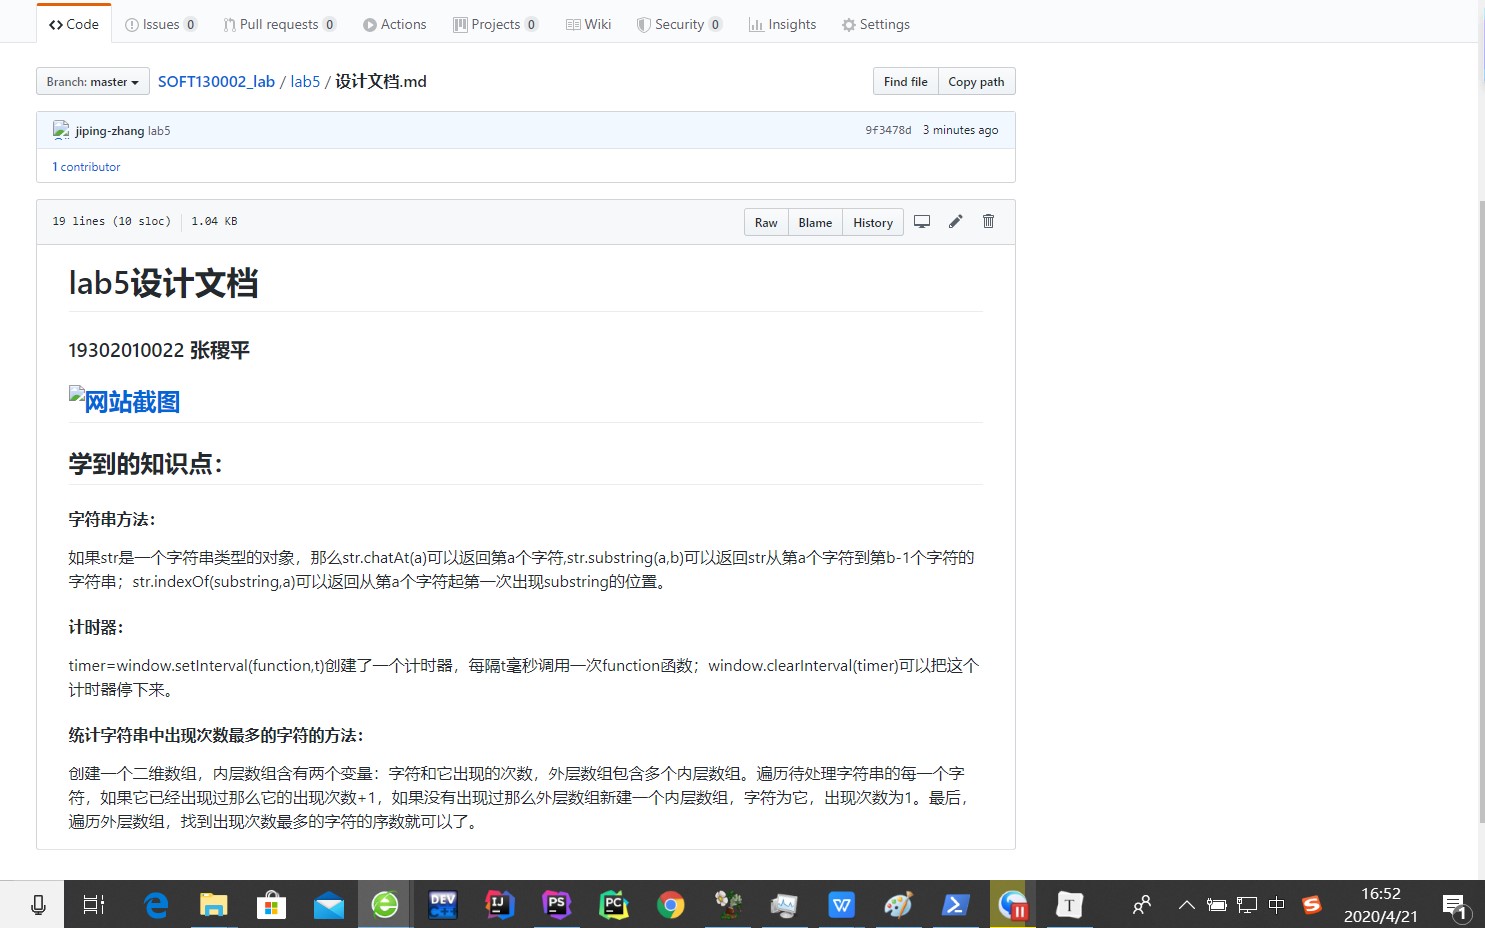 Code Issues 0 Pull requests 0 Actions Projects 0 Wiki Security 0 Insights Settings
Branch: master SOFT130002_lab / lab5 / 设计文档.md Find file Copy path
jiping-zhang lab5 9f3478d 3 minutes ago
1 contributor
19 lines (10 sloc) 1.04 KB Raw Blame History
lab5设计文档
19302010022 张稷平
网站截图
学到的知识点：
字符串方法：
如果str是一个字符串类型的对象，那么str.chatAt(a)可以返回第a个字符,str.substring(a,b)可以返回str从第a个字符到第b-1个字符的
字符串；str.indexOf(substring,a)可以返回从第a个字符起第一次出现substring的位置。
计时器：
timer=window.setInterval(function,t)创建了一个计时器，每隔t毫秒调用一次function函数；window.clearInterval(timer)可以把这个
计时器停下来。
统计字符串中出现次数最多的字符的方法：
创建一个二维数组，内层数组含有两个变量：字符和它出现的次数，外层数组包含多个内层数组。遍历待处理字符串的每一个字
符，如果它已经出现过那么它的出现次数+1，如果没有出现过那么外层数组新建一个内层数组，字符为它，出现次数为1。最后，
遍历外层数组，找到出现次数最多的字符的序数就可以了。
DEV C++ IJ PS PC W T 中 S 16:52 1
2020/4/21